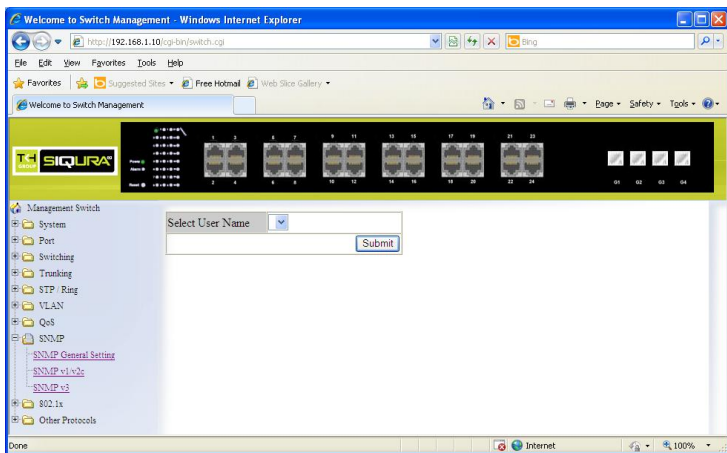 Welcome to Switch Management - Windows Internet Explorer
http://192.168.1.10/cgi-bin/switch.cgi
Bing
File Edit View Favorites Tools Help
Favorites Suggested Sites Free Hotmail Web Slice Gallery
Welcome to Switch Management
Page Safety Tools
1 3 5 7 9 11 13 15 17 19 21 23
TKH GROUP SIQURA®
Power
Alarm
Reset
2 4 6 8 10 12 14 16 18 20 22 24
G1 G2 G3 G4
Management Switch
System
Port
Switching
Trunking
STP / Ring
VLAN
QoS
SNMP
SNMP General Setting
SNMP v1/v2c
SNMP v3
802.1x
Other Protocols
Select User Name
Submit
Done
Internet
100%